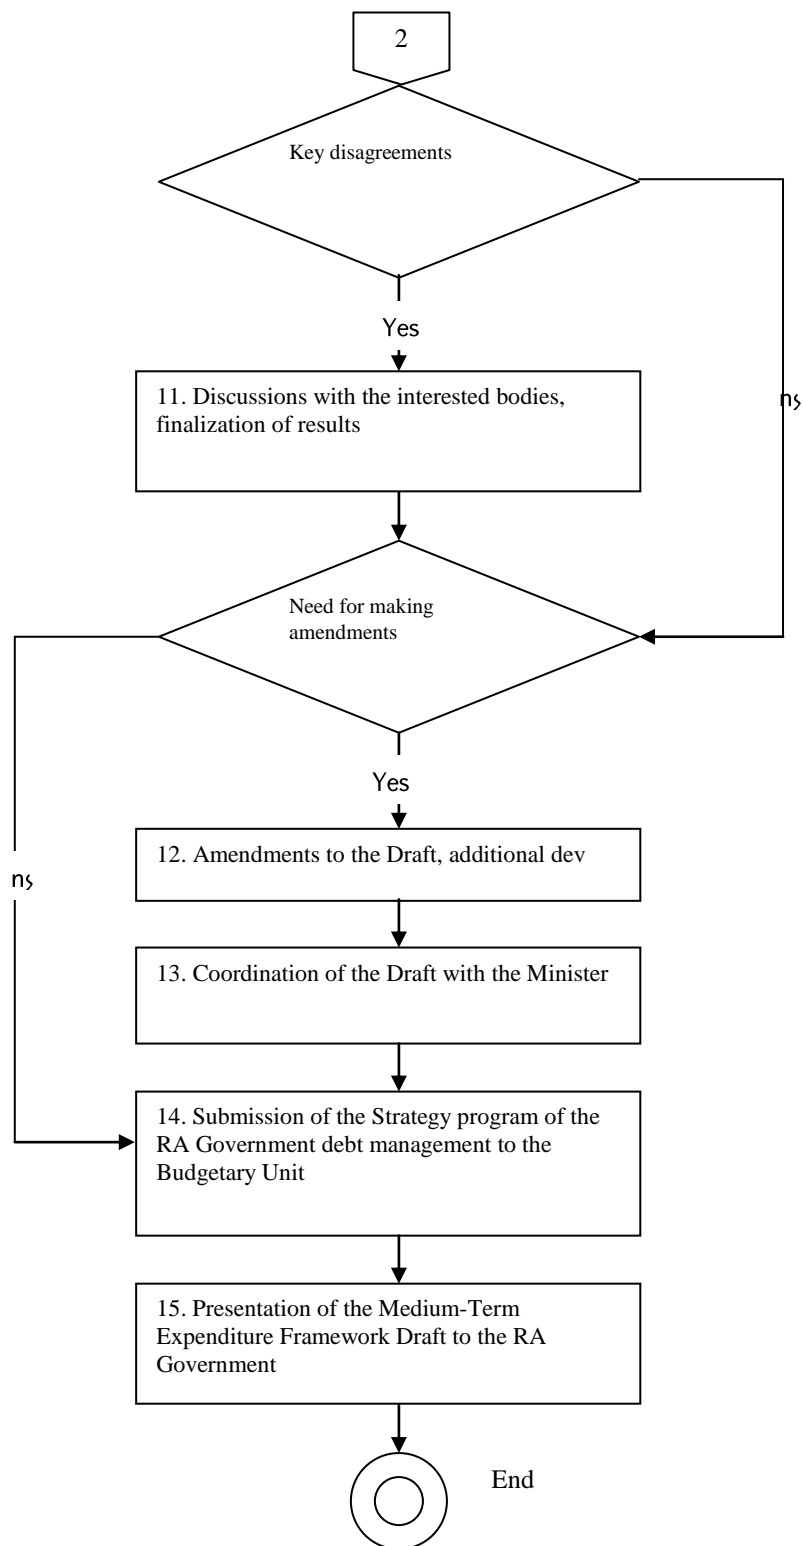 2
Key disagreements
Yes
11. Discussions with the interested bodies,
finalization of results
Need for making
amendments
Yes
12. Amendments to the Draft, additional dev
13. Coordination of the Draft with the Minister
14. Submission of the Strategy program of the
RA Government debt management to the
Budgetary Unit
15. Presentation of the Medium-Term
Expenditure Framework Draft to the RA
Government
End